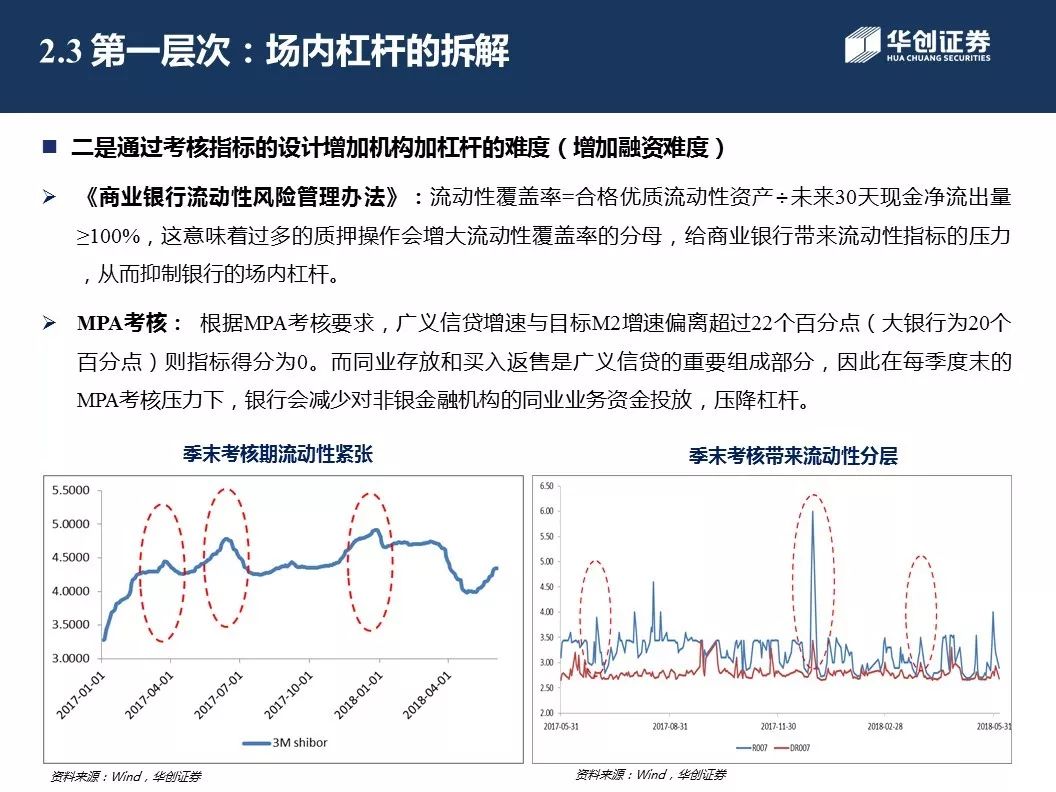 2.3 第一层次：场内杠杆的拆解
华创证券
HUA CHUANG SECURITIES
二是通过考核指标的设计增加机构加杠杆的难度（增加融资难度）
《商业银行流动性风险管理办法》：流动性覆盖率=合格优质流动性资产÷未来30天现金净流出量
≥100%，这意味着过多的质押操作会增大流动性覆盖率的分母，给商业银行带来流动性指标的压力
，从而抑制银行的场内杠杆。
MPA考核： 根据MPA考核要求，广义信贷增速与目标M2增速偏离超过22个百分点（大银行为20个
百分点）则指标得分为0。而同业存放和买入返售是广义信贷的重要组成部分，因此在每季度末的
MPA考核压力下，银行会减少对非银金融机构的同业业务资金投放，压降杠杆。
季末考核期流动性紧张
5.5000
5.0000
4.5000
4.0000
3.5000
3.0000
2017-01-01
2017-04-01
2017-07-01
2017-10-01
2018-01-01
2018-04-01
3M shibor
资料来源：Wind，华创证券
季末考核带来流动性分层
6.50
6.00
5.50
5.00
4.50
4.00
3.50
3.00
2.50
2.00
2017-05-31
2017-08-31
2017-11-30
2018-02-28
2018-05-31
R007
DR007
资料来源：Wind，华创证券